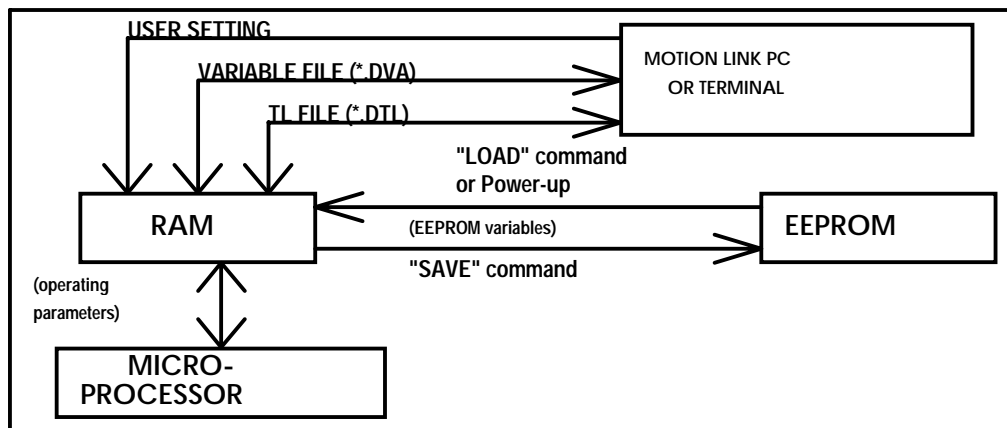 USER SETTING
MOTION LINK PC
OR TERMINAL
VARIABLE FILE (*.DVA)
TL FILE (*.DTL)
"LOAD" command
or Power-up
RAM
(EEPROM variables)
EEPROM
"SAVE" command
(operating
parameters)
MICRO-
PROCESSOR